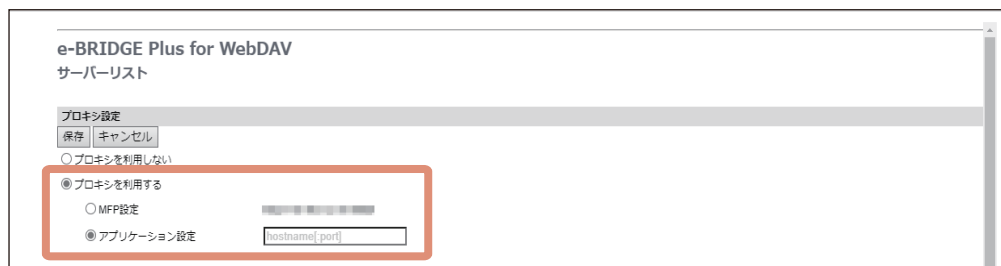 e-BRIDGE Plus for WebDAV
サーバーリスト
プロキシ設定
保存 キャンセル
プロキシを利用しない
プロキシを利用する
MFP設定
アプリケーション設定 hostname[:port]